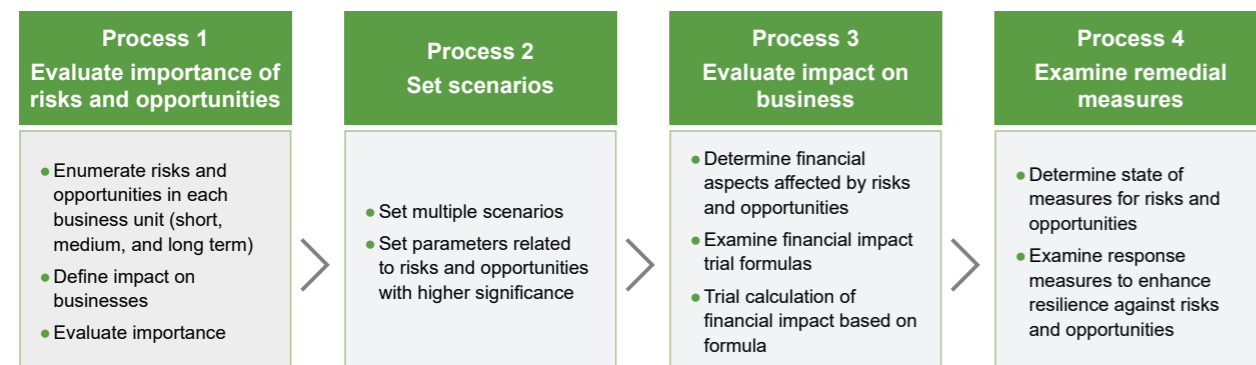 Process 1
Evaluate importance of
risks and opportunities
● Enumerate risks and
opportunities in each
business unit (short,
medium, and long term)
● Define impact on
businesses
● Evaluate importance
Process 2
Set scenarios
● Set multiple scenarios
● Set parameters related
to risks and opportunities
with higher significance
Process 3
Evaluate impact on
business
● Determine financial
aspects affected by risks
and opportunities
● Examine financial impact
trial formulas
● Trial calculation of
financial impact based on
formula
Process 4
Examine remedial
measures
● Determine state of
measures for risks and
opportunities
● Examine response
measures to enhance
resilience against risks
and opportunities